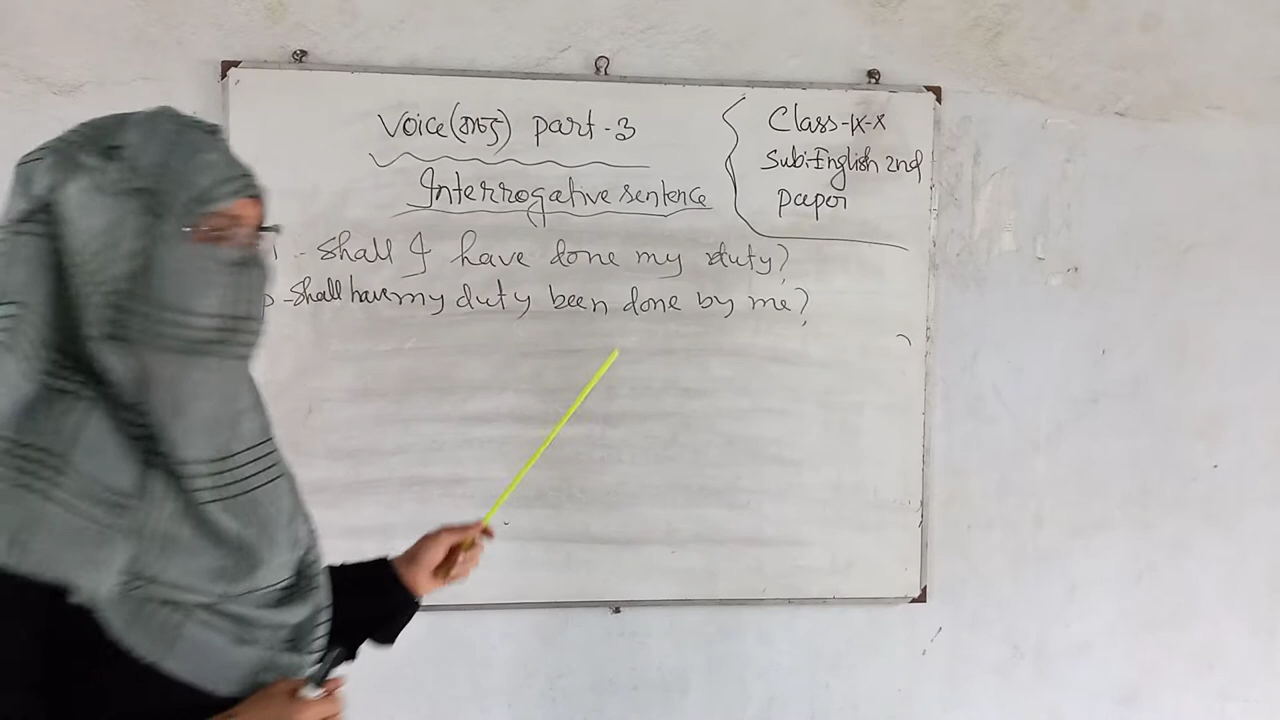 Voice (বাচ্য) part-3
Interrogative sentence
Class-IX-X
Sub:-English 2nd
paper
1 - Shall I have done my duty?
- Shall have my duty been done by me?